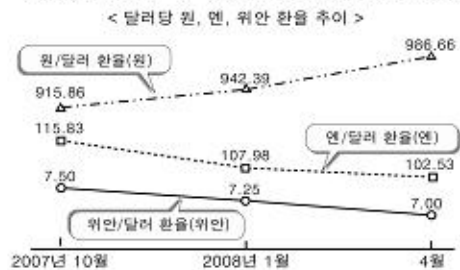 < 달러당 원, 엔, 위안 환율 추이 >
원/달러 환율(원)
986.66
942.39
915.86
115.83
엔/달러 환율(엔)
107.98
102.53
7.50
7.25
7.00
위안/달러 환율(위안)
2007년 10월 2008년 1월 4월